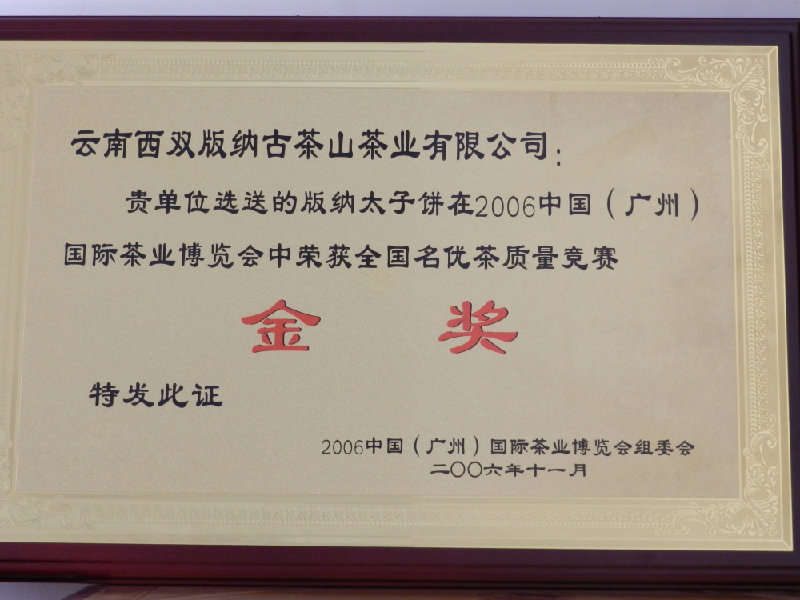 云南西双版纳古茶山茶业有限公司：
贵单位选送的版纳太子饼在2006中国（广州）
国际茶业博览会中荣获全国名优茶质量竞赛
金 奖
特发此证
2006中国（广州）国际茶业博览会组委会
二〇〇六年十一月